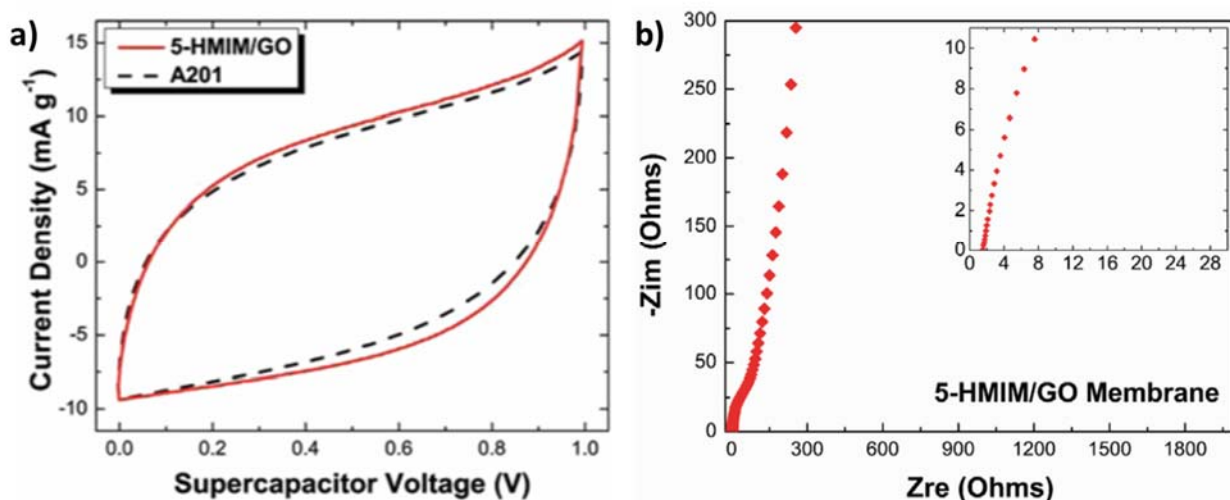 a)
5-HMIM/GO
A201
Current Density (mA g⁻¹)
15
10
5
0
-5
-10
0.0 0.2 0.4 0.6 0.8 1.0
Supercapacitor Voltage (V)
b)
-Zim (Ohms)
300
250
200
150
100
50
0
0 300 600 900 1200 1500 1800
Zre (Ohms)
10
8
6
4
2
0
0 4 8 12 16 20 24 28
5-HMIM/GO Membrane